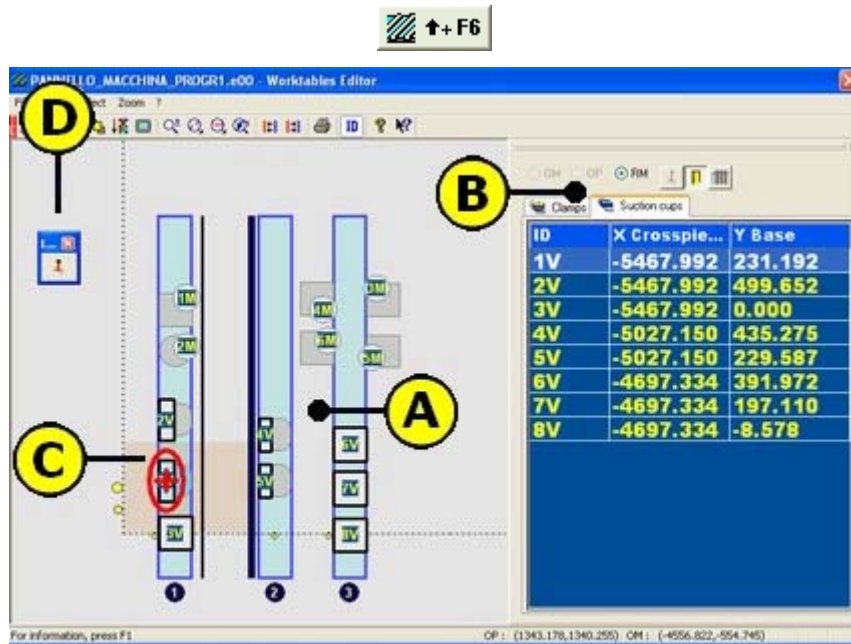 ↑+ F6
PANNELLO_MACCHINA_PROGR1.e00 - Worktables Editor
Zoom ?
ID
D
B
OM OP RM
Clamps Suction cups
ID X Crosspie... Y Base
1V -5467.992 231.192
2V -5467.992 499.652
3V -5467.992 0.000
4V -5027.150 435.275
5V -5027.150 229.587
6V -4697.334 391.972
7V -4697.334 197.110
8V -4697.334 -8.578
1M
3M
4M
2M
6M
5M
A
2V
4V
6V
C
5V
7V
3V
8V
1 2 3
For information, press F1
OP : (1343.178,1340.255) OM : (-4556.822,-554.745)